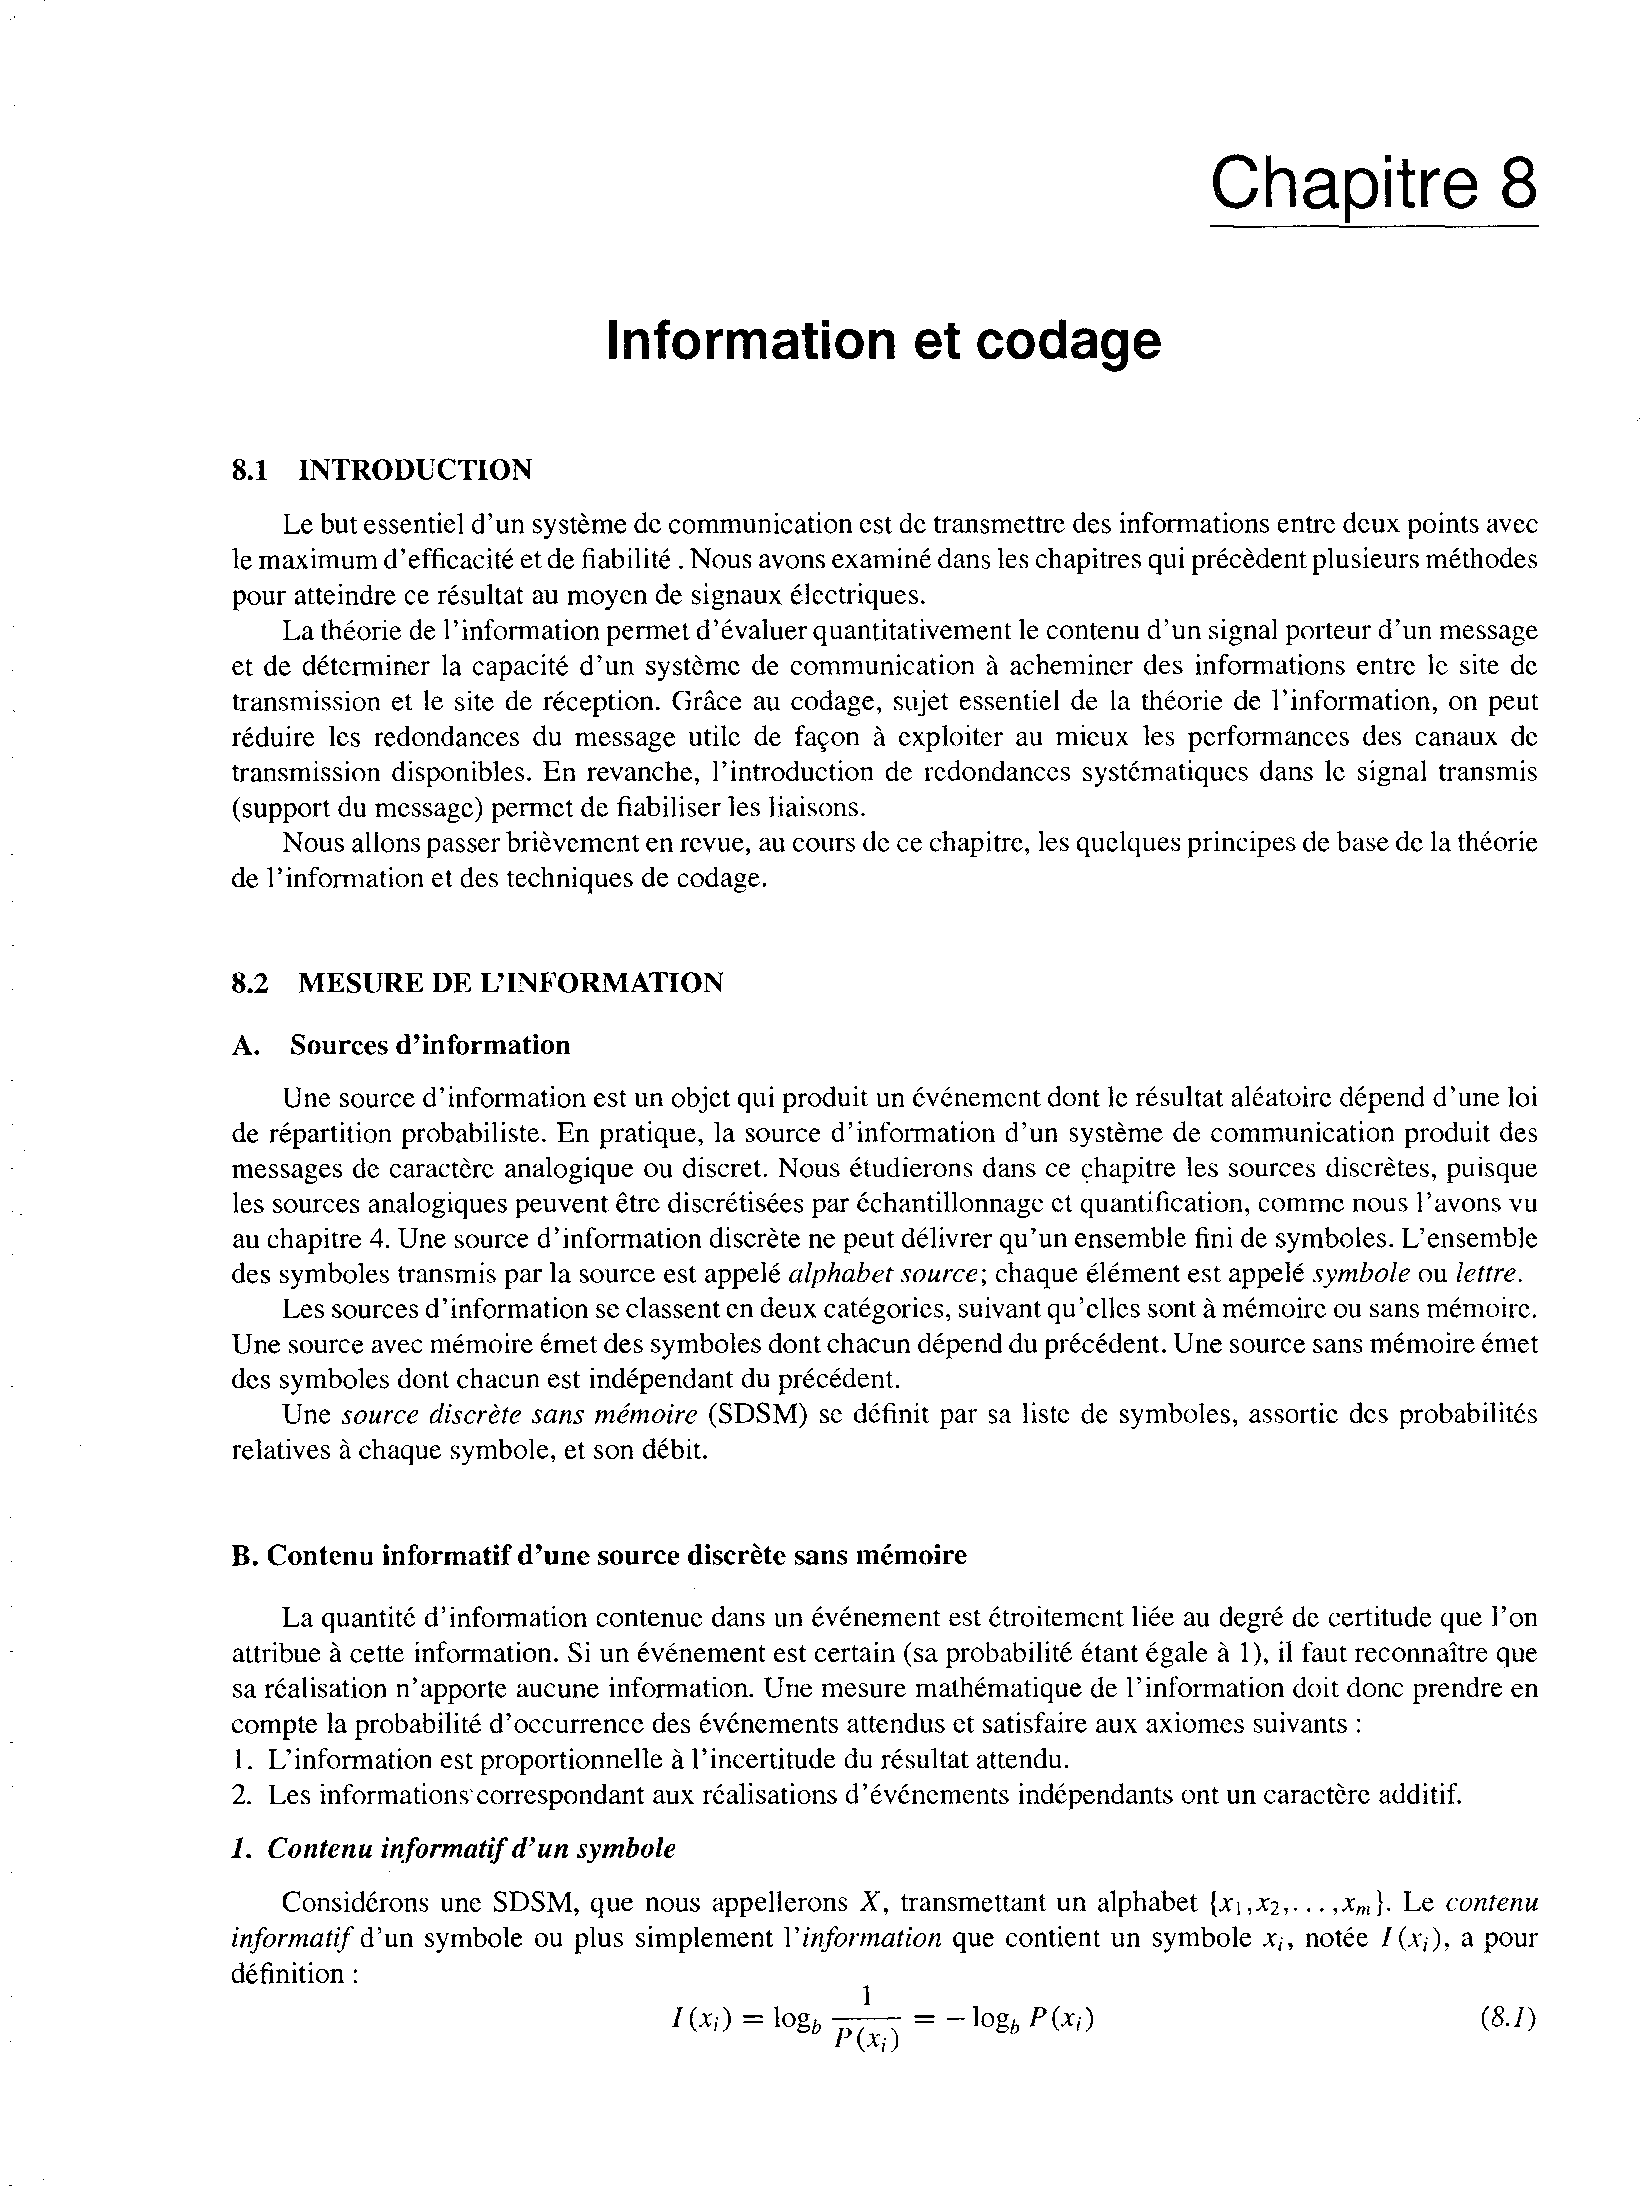 Chapitre 8
Information et codage
8.1 INTRODUCTION
Le but essentiel d'un système de communication est de transmettre des informations entre deux points avec
le maximum d'efficacité et de fiabilité . Nous avons examiné dans les chapitres qui précèdent plusieurs méthodes
pour atteindre ce résultat au moyen de signaux électriques.
La théorie de l'information permet d'évaluer quantitativement le contenu d'un signal porteur d'un message
et de déterminer la capacité d'un système de communication à acheminer des informations entre le site de
transmission et le site de réception. Grâce au codage, sujet essentiel de la théorie de l'information, on peut
réduire les redondances du message utile de façon à exploiter au mieux les performances des canaux de
transmission disponibles. En revanche, l'introduction de redondances systématiques dans le signal transmis
(support du message) permet de fiabiliser les liaisons.
Nous allons passer brièvement en revue, au cours de ce chapitre, les quelques principes de base de la théorie
de l'information et des techniques de codage.
8.2 MESURE DE L'INFORMATION
A. Sources d'information
Une source d'information est un objet qui produit un événement dont le résultat aléatoire dépend d'une loi
de répartition probabiliste. En pratique, la source d'information d'un système de communication produit des
messages de caractère analogique ou discret. Nous étudierons dans ce chapitre les sources discrètes, puisque
les sources analogiques peuvent être discrétisées par échantillonnage et quantification, comme nous l'avons vu
au chapitre 4. Une source d'information discrète ne peut délivrer qu'un ensemble fini de symboles. L'ensemble
des symboles transmis par la source est appelé alphabet source; chaque élément est appelé symbole ou lettre.
Les sources d'information se classent en deux catégories, suivant qu'elles sont à mémoire ou sans mémoire.
Une source avec mémoire émet des symboles dont chacun dépend du précédent. Une source sans mémoire émet
des symboles dont chacun est indépendant du précédent.
Une source discrète sans mémoire (SDSM) se définit par sa liste de symboles, assortie des probabilités
relatives à chaque symbole, et son débit.
B. Contenu informatif d'une source discrète sans mémoire
La quantité d'information contenue dans un événement est étroitement liée au degré de certitude que l'on
attribue à cette information. Si un événement est certain (sa probabilité étant égale à 1), il faut reconnaître que
sa réalisation n'apporte aucune information. Une mesure mathématique de l'information doit donc prendre en
compte la probabilité d'occurrence des événements attendus et satisfaire aux axiomes suivants :
1. L'information est proportionnelle à l'incertitude du résultat attendu.
2. Les informations correspondant aux réalisations d'événements indépendants ont un caractère additif.
1. Contenu informatif d'un symbole
Considérons une SDSM, que nous appellerons X, transmettant un alphabet {x₁,x₂,...,xₘ}. Le contenu
informatif d'un symbole ou plus simplement l'information que contient un symbole xᵢ, notée I(xᵢ), a pour
définition :
I(xᵢ) = log_b 1/P(xᵢ) = − log_b P(xᵢ) (8.1)